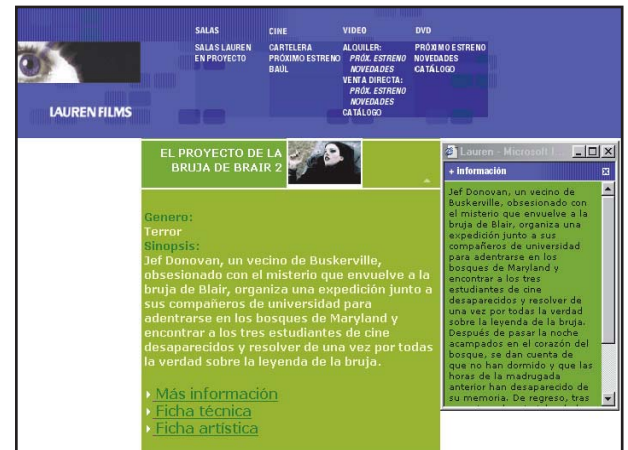 SALAS
SALAS LAUREN
EN PROYECTO
CINE
CARTELERA
PRÓXIMO ESTRENO
BAÚL
VIDEO
ALQUILER:
PRÓX. ESTRENO
NOVEDADES
VENTA DIRECTA:
PRÓX. ESTRENO
NOVEDADES
CATÁLOGO
DVD
PRÓXIMO ESTRENO
NOVEDADES
CATÁLOGO
LAUREN FILMS
EL PROYECTO DE LA
BRUJA DE BRAIR 2
Genero:
Terror
Sinopsis:
Jef Donovan, un vecino de Buskerville,
obsesionado con el misterio que envuelve a la
bruja de Blair, organiza una expedición junto a
sus compañeros de universidad para
adentrarse en los bosques de Maryland y
encontrar a los tres estudiantes de cine
desaparecidos y resolver de una vez por todas
la verdad sobre la leyenda de la bruja.
Más información
Ficha técnica
Ficha artística
Lauren - Microsoft I...
+ información
Jef Donovan, un vecino de
Buskerville, obsesionado con
el misterio que envuelve a la
bruja de Blair, organiza una
expedición junto a sus
compañeros de universidad
para adentrarse en los
bosques de Maryland y
encontrar a los tres
estudiantes de cine
desaparecidos y resolver de
una vez por todas la verdad
sobre la leyenda de la bruja.
Después de pasar la noche
acampados en el corazón del
bosque, se dan cuenta de
que no han dormido y que las
horas de la madrugada
anterior han desaparecido de
su memoria. De regreso, tras